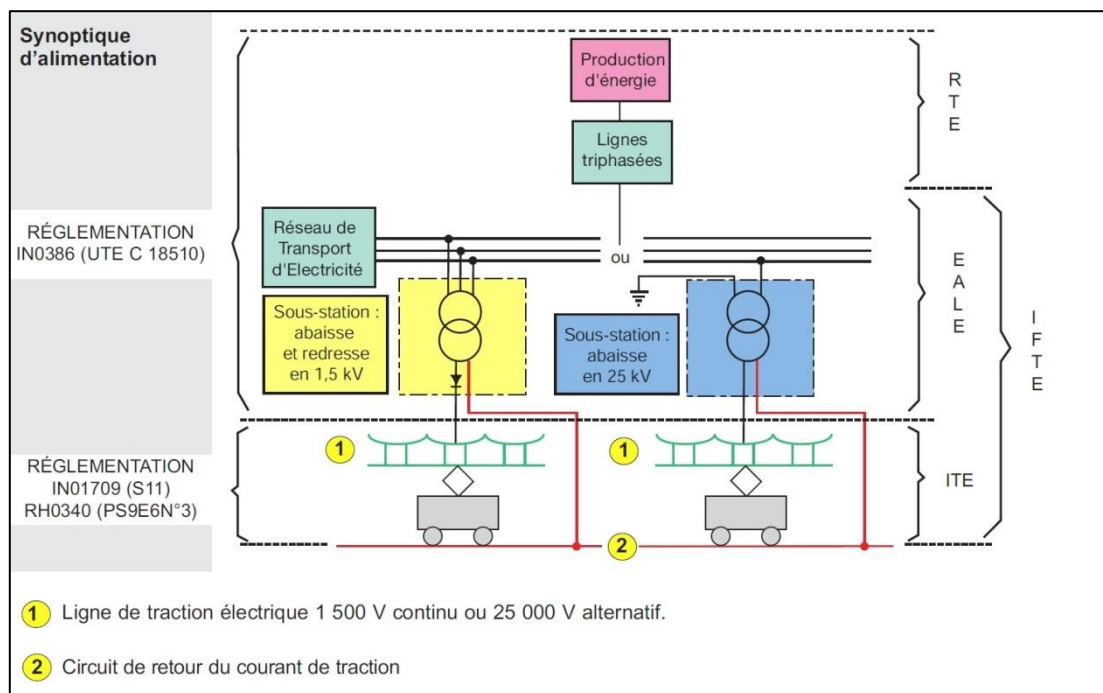 Synoptique
d'alimentation
Production
d'énergie
Lignes
triphasées
R
T
E
RÉGLEMENTATION
IN0386 (UTE C 18510)
Réseau de
Transport
d'Electricité
ou
Sous-station :
abaisse
et redresse
en 1,5 kV
Sous-station :
abaisse
en 25 kV
E
A
L
E
I
F
T
E
RÉGLEMENTATION
IN01709 (S11)
RH0340 (PS9E6N°3)
1
1
ITE
2
1 Ligne de traction électrique 1 500 V continu ou 25 000 V alternatif.
2 Circuit de retour du courant de traction